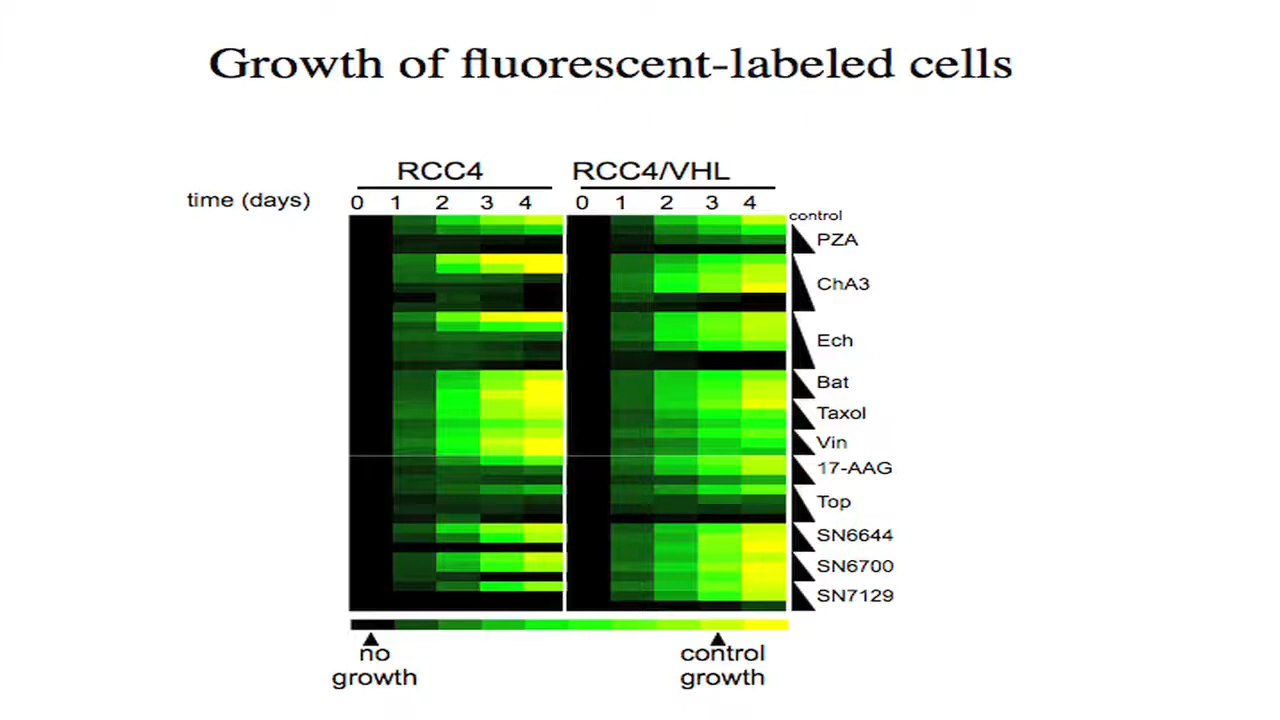 Growth of fluorescent-labeled cells
RCC4 RCC4/VHL
time (days) 0 1 2 3 4 0 1 2 3 4
control
PZA
ChA3
Ech
Bat
Taxol
Vin
17-AAG
Top
SN6644
SN6700
SN7129
no control
growth growth